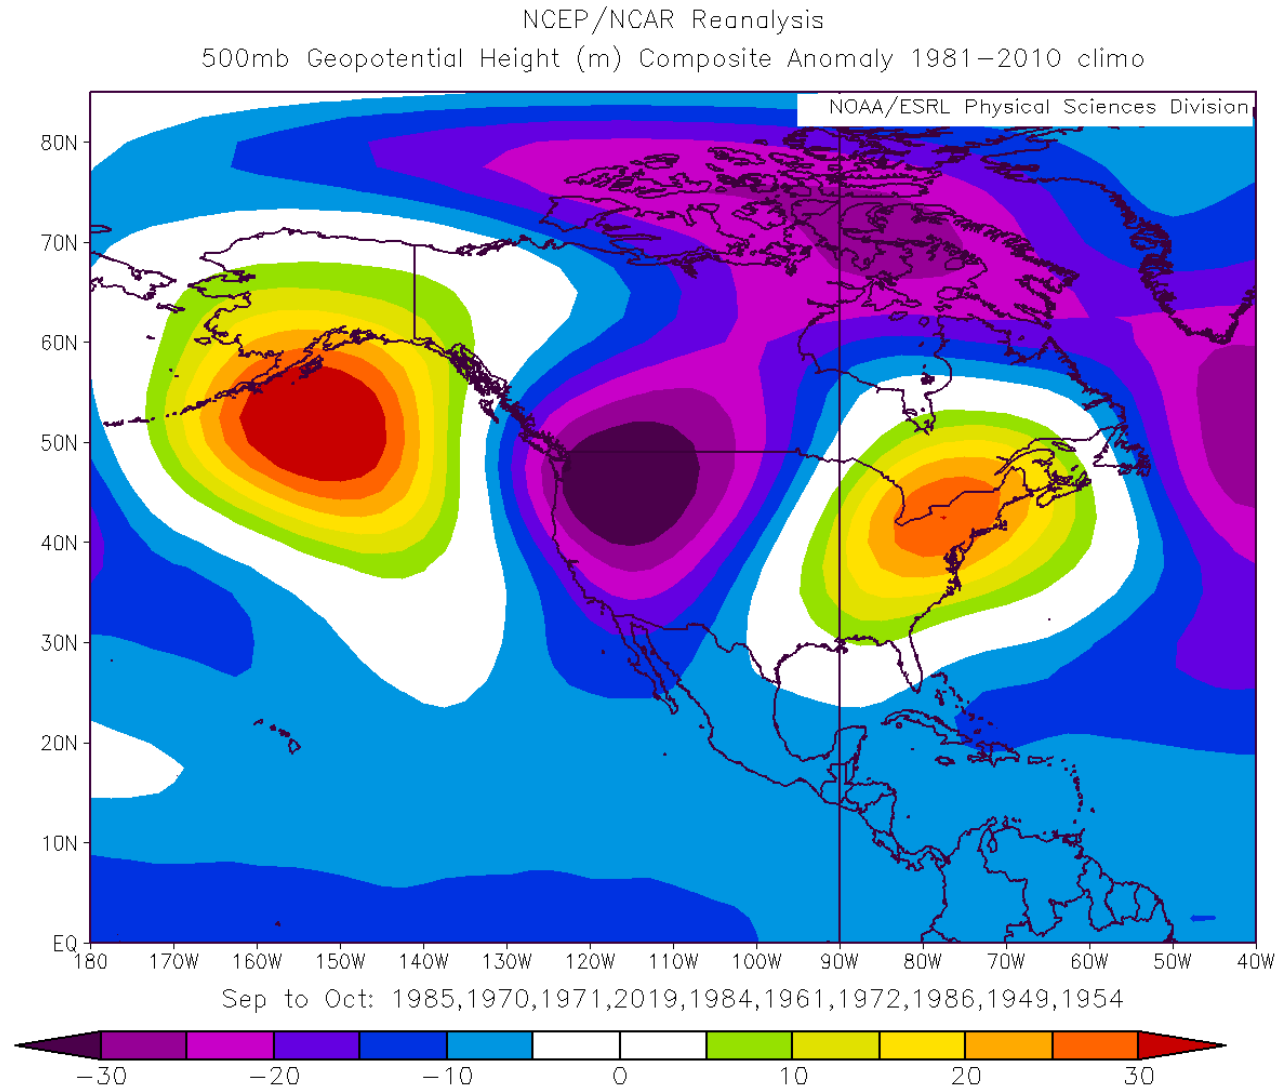 NCEP/NCAR Reanalysis
500mb Geopotential Height (m) Composite Anomaly 1981−2010 climo
NOAA/ESRL Physical Sciences Division
80N
70N
60N
50N
40N
30N
20N
10N
EQ
180 170W 160W 150W 140W 130W 120W 110W 100W 90W 80W 70W 60W 50W 40W
Sep to Oct: 1985,1970,1971,2019,1984,1961,1972,1986,1949,1954
−30 −20 −10 0 10 20 30